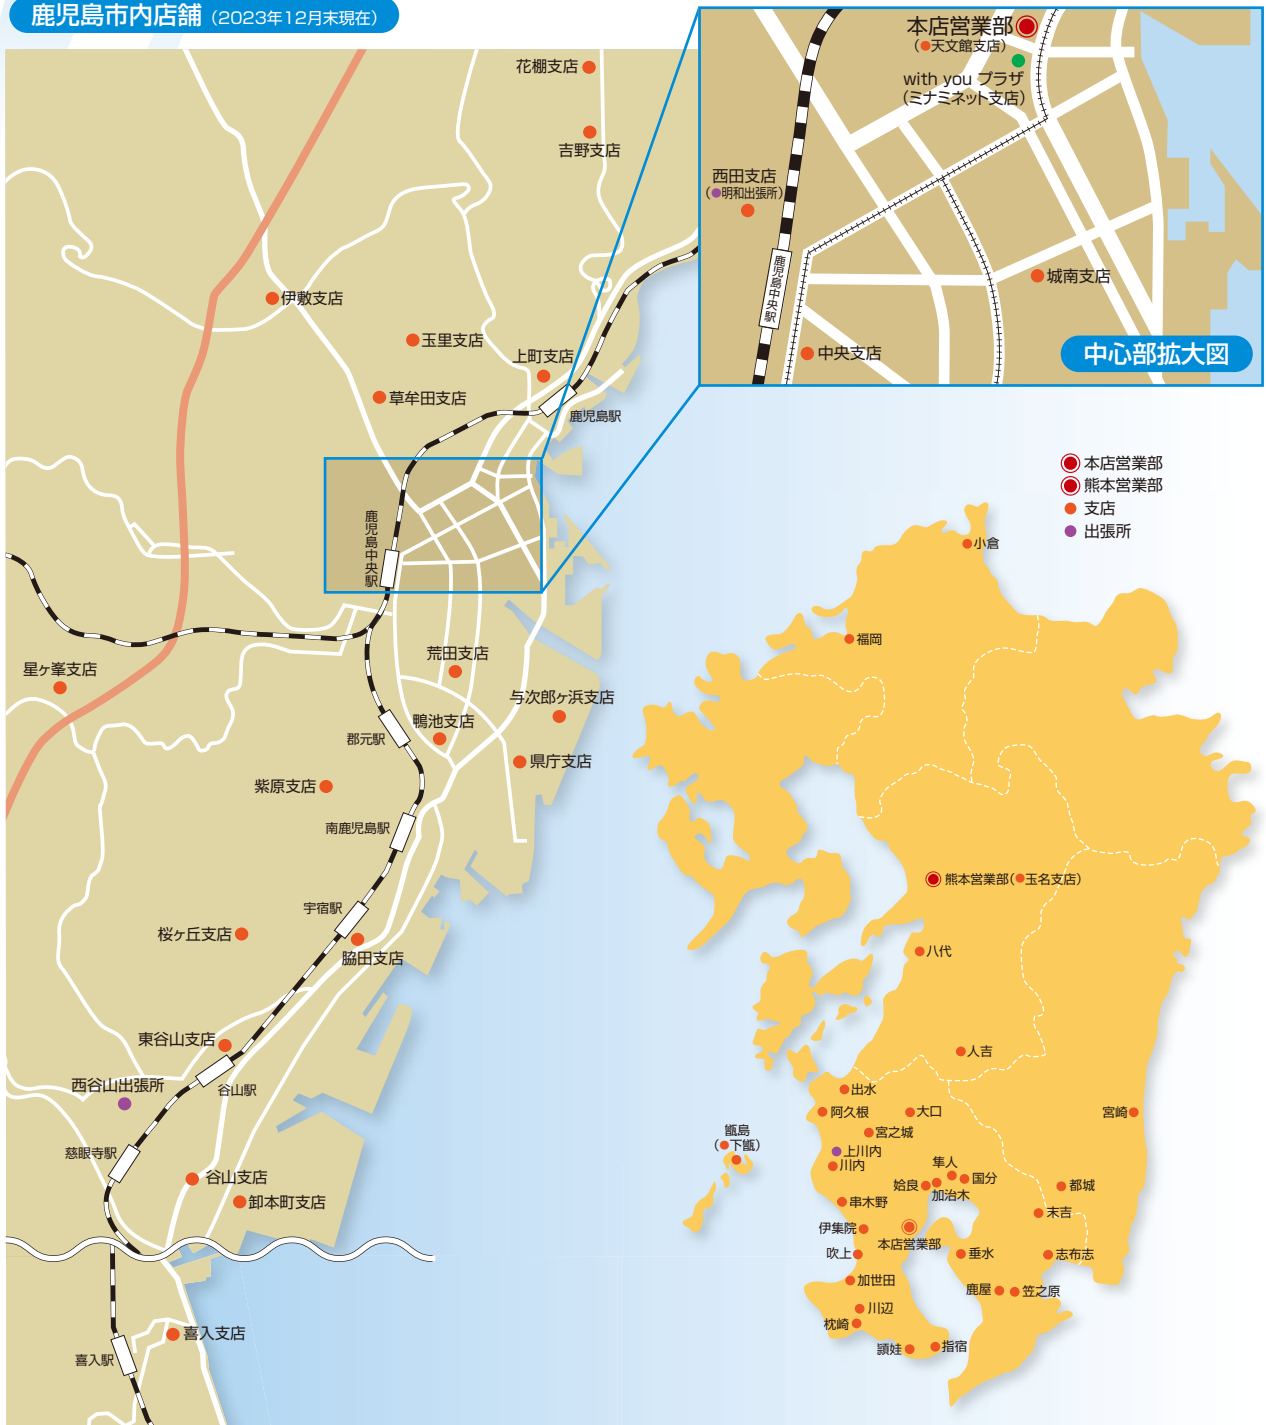 鹿児島市内店舗（2023年12月末現在）
花棚支店
吉野支店
伊敷支店
玉里支店
上町支店
草牟田支店
鹿児島駅
鹿児島中央駅
荒田支店
星ヶ峯支店
与次郎ヶ浜支店
鴨池支店
郡元駅
県庁支店
紫原支店
南鹿児島駅
宇宿駅
桜ヶ丘支店
脇田支店
東谷山支店
谷山駅
西谷山出張所
慈眼寺駅
谷山支店
卸本町支店
喜入支店
喜入駅
本店営業部
（●天文館支店）
with you プラザ
（ミナミネット支店）
西田支店
（●明和出張所）
鹿児島中央駅
城南支店
中央支店
中心部拡大図
本店営業部
熊本営業部
支店
出張所
小倉
福岡
熊本営業部（●玉名支店）
八代
人吉
出水
阿久根
大口
宮崎
宮之城
甑島
（●下甑）
上川内
川内
隼人
姶良
加治木
国分
都城
串木野
末吉
伊集院
本店営業部
吹上
垂水
志布志
加世田
鹿屋
笠之原
川辺
枕崎
頴娃
指宿